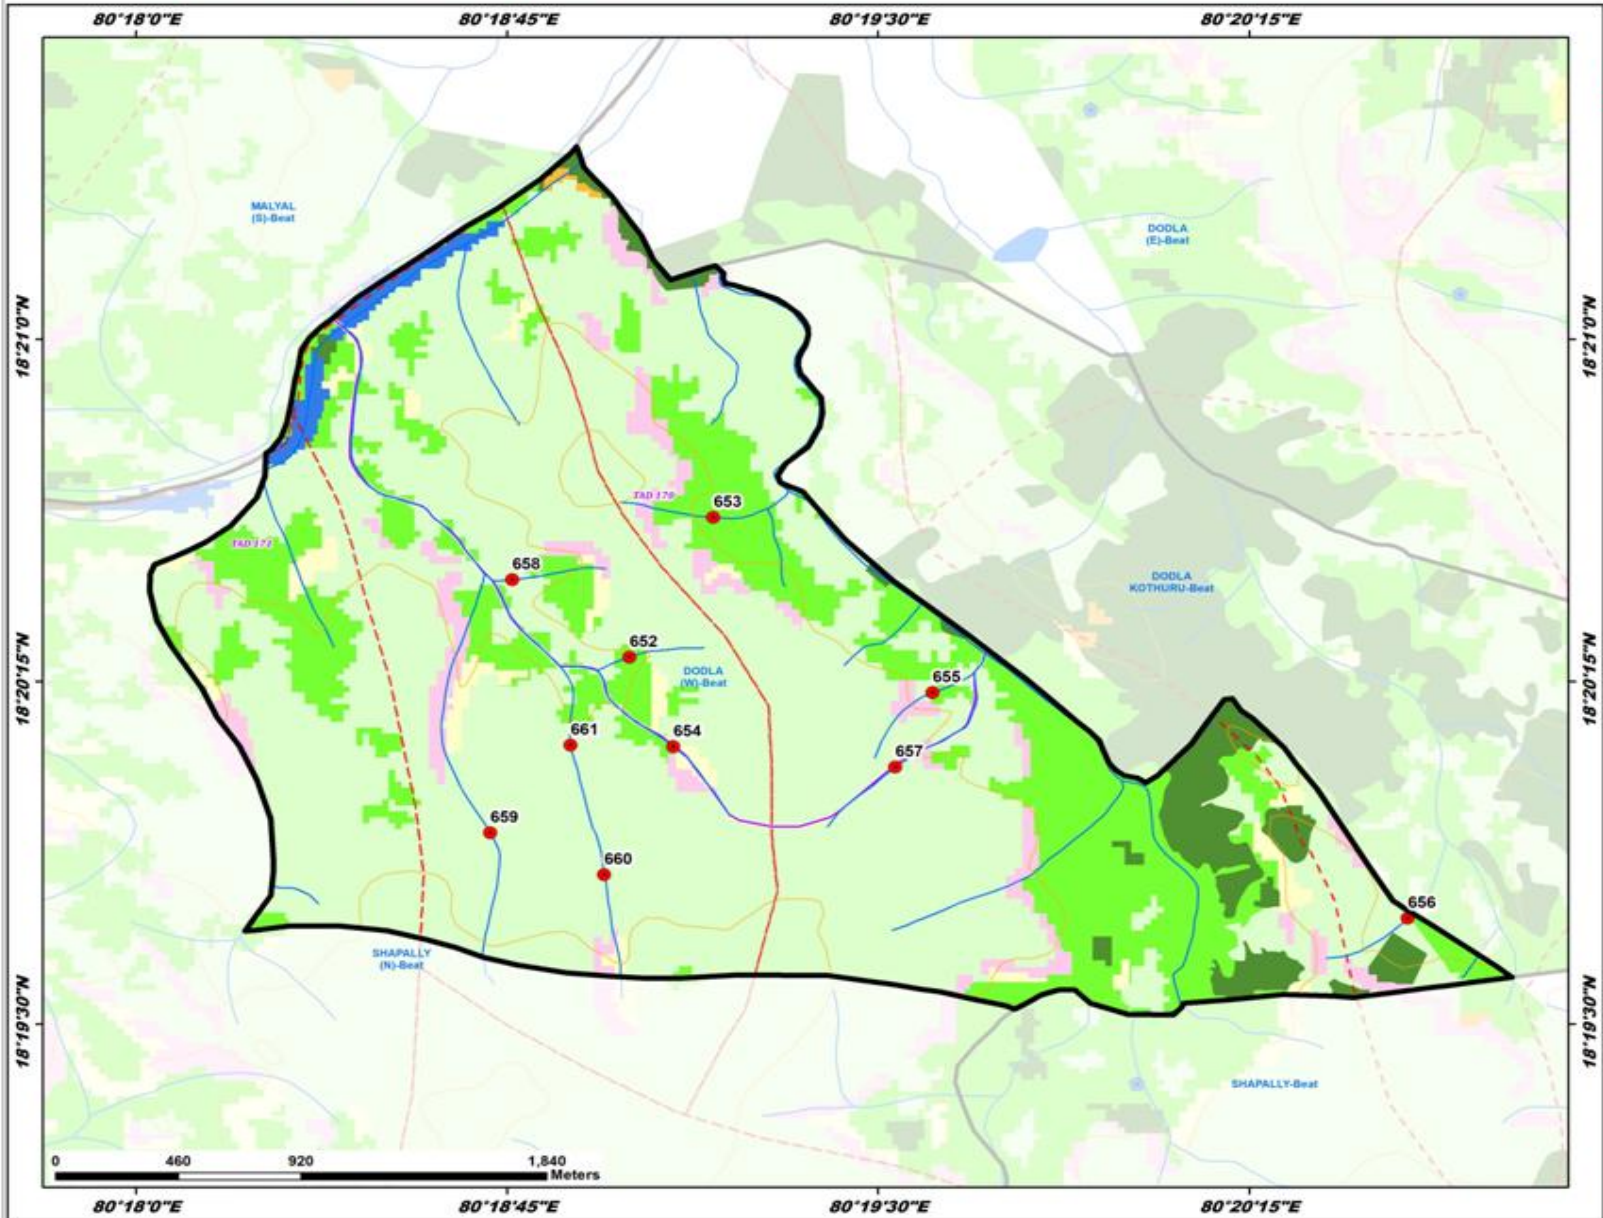 80°18'0"E 80°18'45"E 80°19'30"E 80°20'15"E
MALYAL
(S)-Beat
DODLA
(E)-Beat
18°21'0"N 18°21'0"N
TAD 170
653
TAD 171
658
DODLA
KOTHURU-Beat
652
18°20'15"N 18°20'15"N
DODLA
(W)-Beat
655
661
654
657
659
660
656
SHAPALLY
(N)-Beat
18°19'30"N 18°19'30"N
SHAPALLY-Beat
0 460 920 1,840
Meters
80°18'0"E 80°18'45"E 80°19'30"E 80°20'15"E